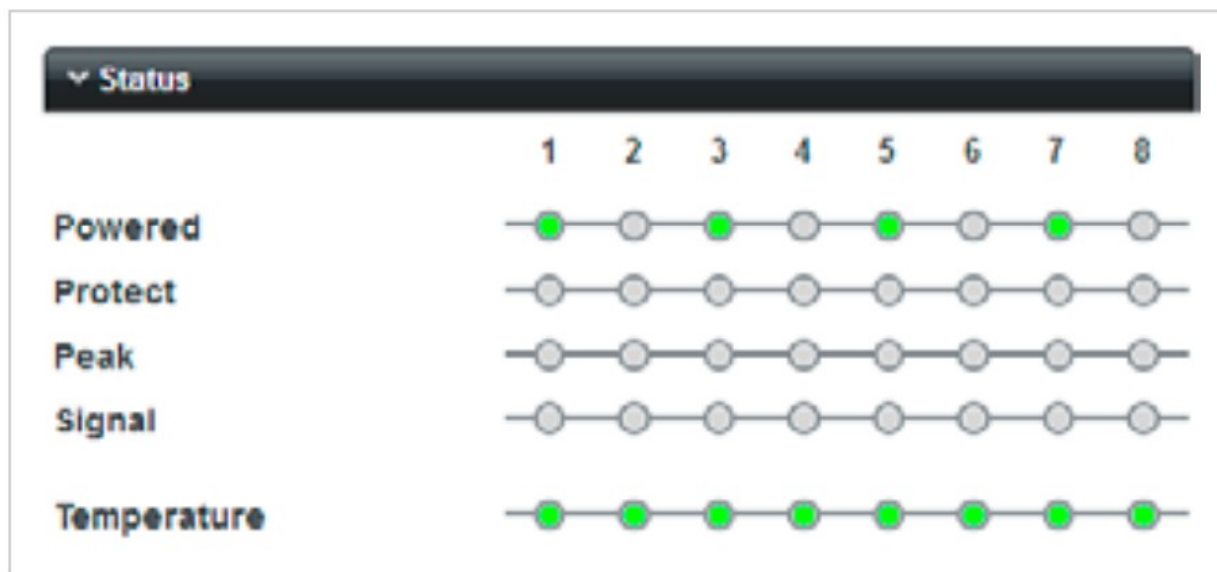 Status
1 2 3 4 5 6 7 8
Powered
Protect
Peak
Signal
Temperature